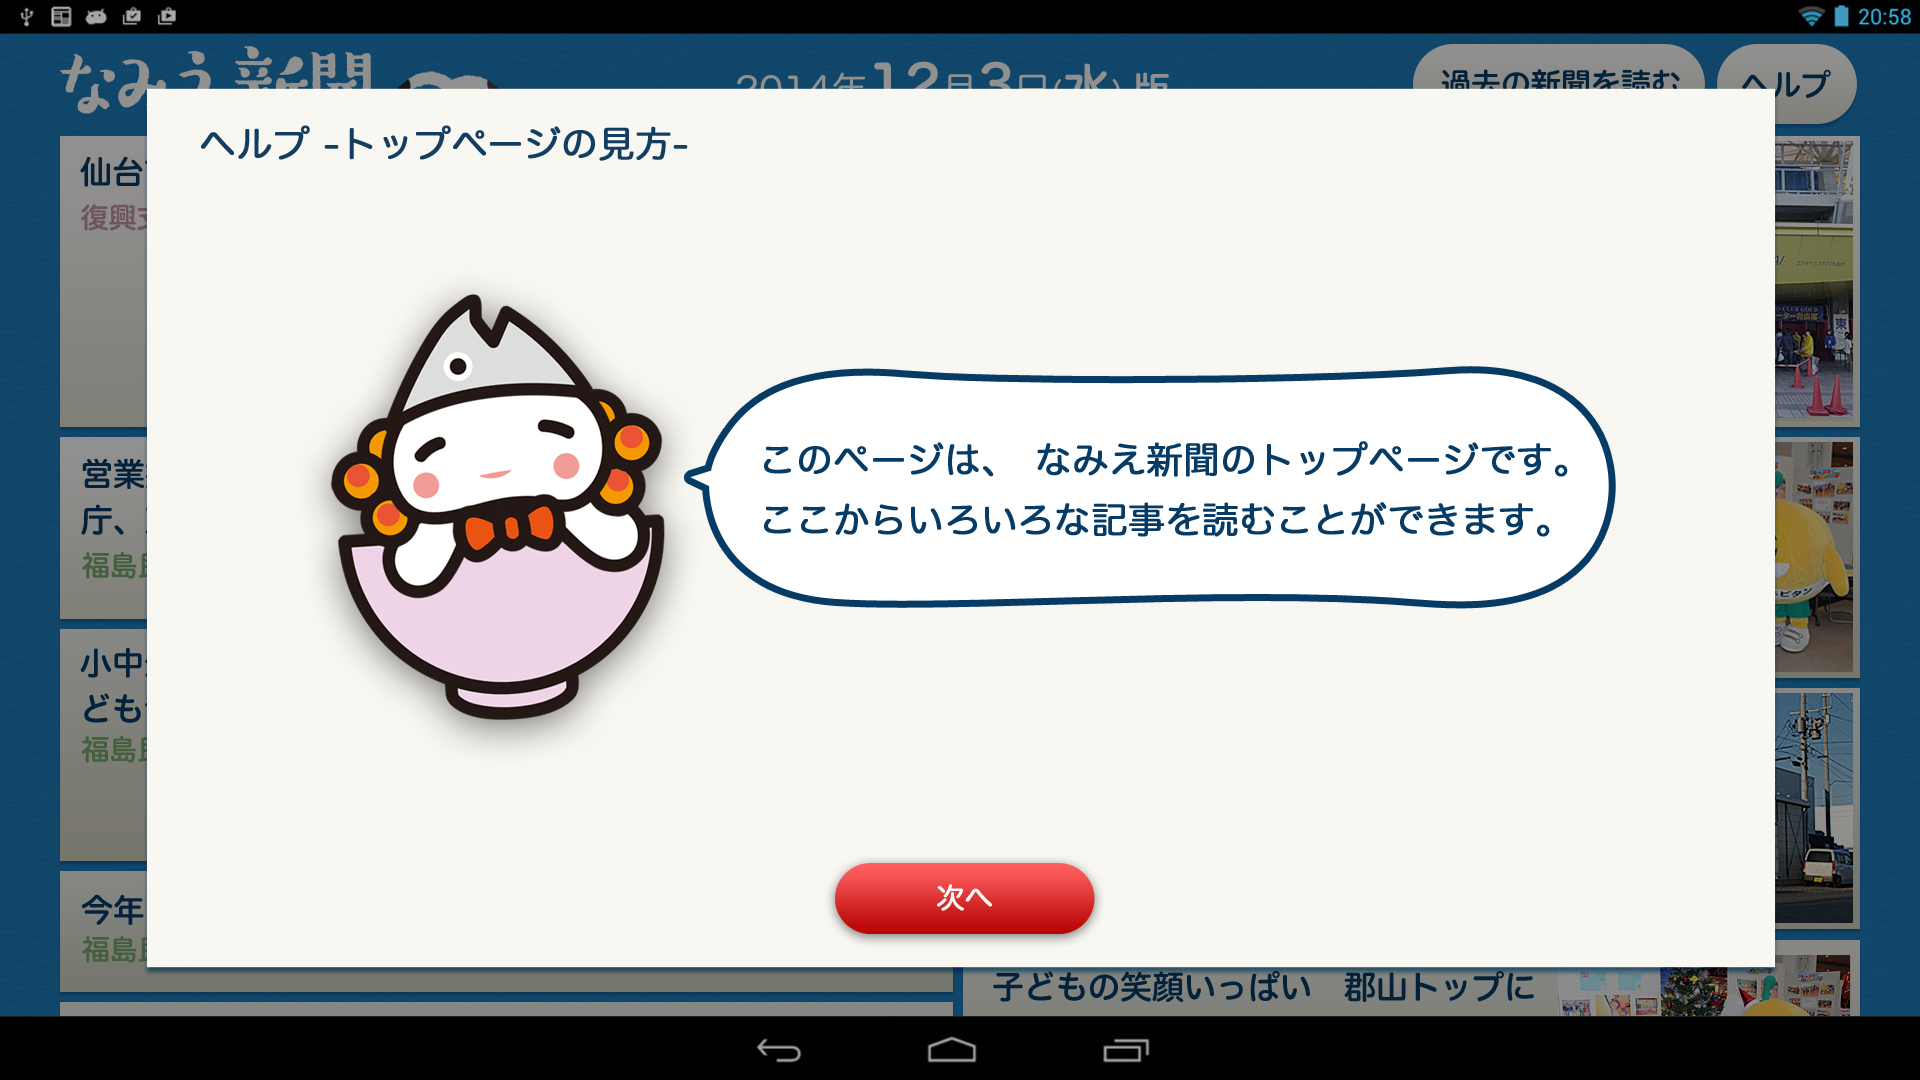 20:58
なみえ新聞
2014年12月3日(水) 版
過去の新聞を読む
ヘルプ
ヘルプ -トップページの見方-
仙台
復興支
このページは、 なみえ新聞のトップページです。
ここからいろいろな記事を読むことができます。
営業
庁、
福島民
小中
ども
福島民
今年
福島民
次へ
子どもの笑顔いっぱい 郡山トップに